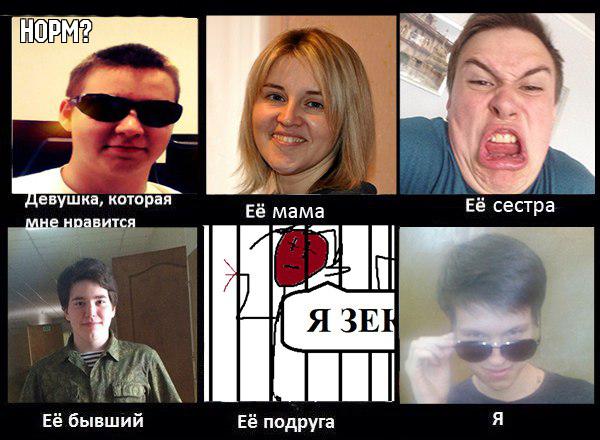 НОРМ?
Девушка, которая
мне нравится
Её мама
Её сестра
Я ЗЕК
Её бывший
Её подруга
Я